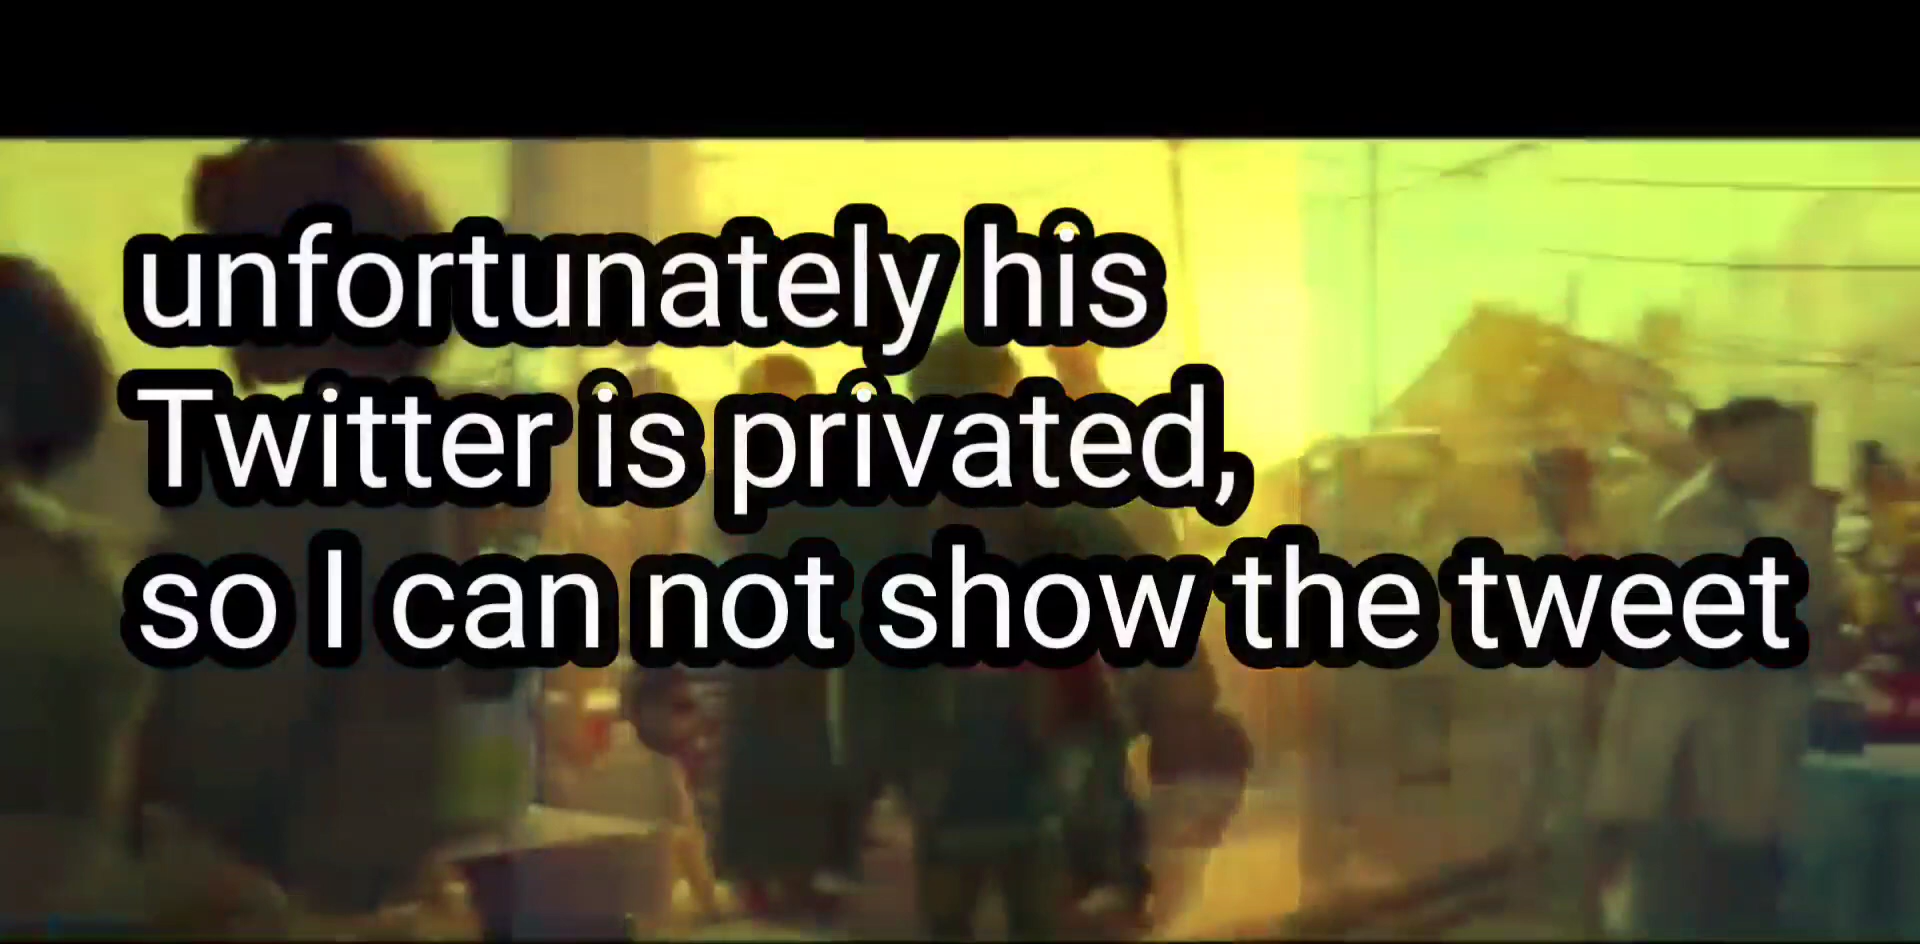 unfortunately his
Twitter is privated,
so I can not show the tweet